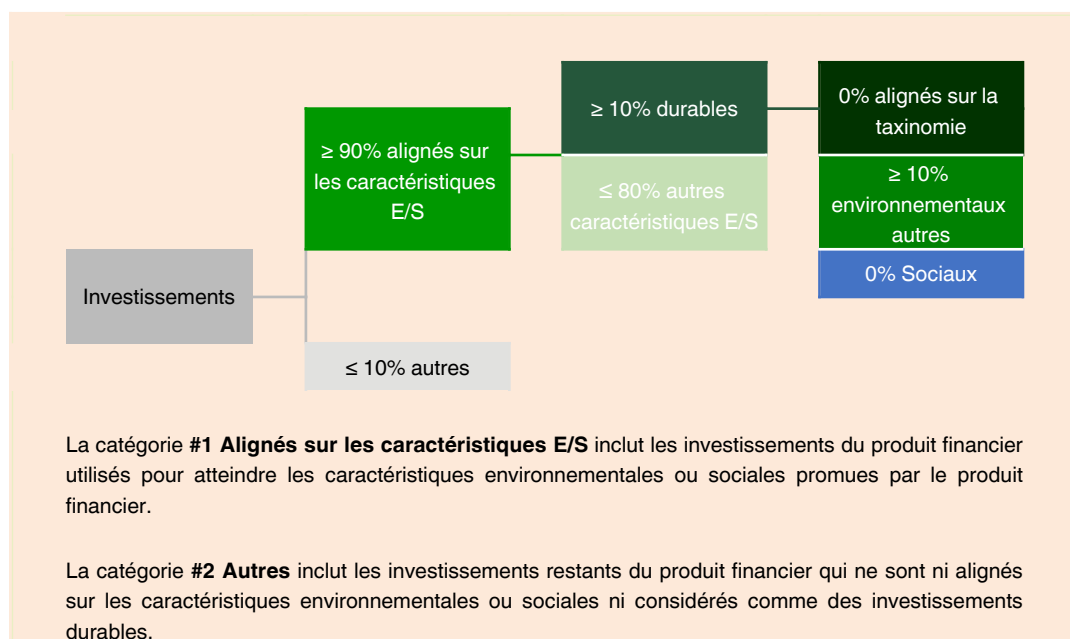 ≥ 10% durables
0% alignés sur la
taxinomie
≥ 90% alignés sur
les caractéristiques
E/S
≤ 80% autres
caractéristiques E/S
≥ 10%
environnementaux
autres
0% Sociaux
Investissements
≤ 10% autres
La catégorie #1 Alignés sur les caractéristiques E/S inclut les investissements du produit financier
utilisés pour atteindre les caractéristiques environnementales ou sociales promues par le produit
financier.
La catégorie #2 Autres inclut les investissements restants du produit financier qui ne sont ni alignés
sur les caractéristiques environnementales ou sociales ni considérés comme des investissements
durables.